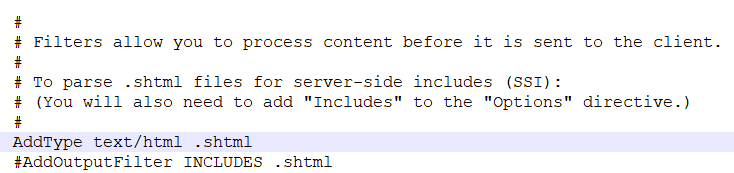 #
# Filters allow you to process content before it is sent to the client.
#
# To parse .shtml files for server-side includes (SSI):
# (You will also need to add "Includes" to the "Options" directive.)
#
AddType text/html .shtml
#AddOutputFilter INCLUDES .shtml